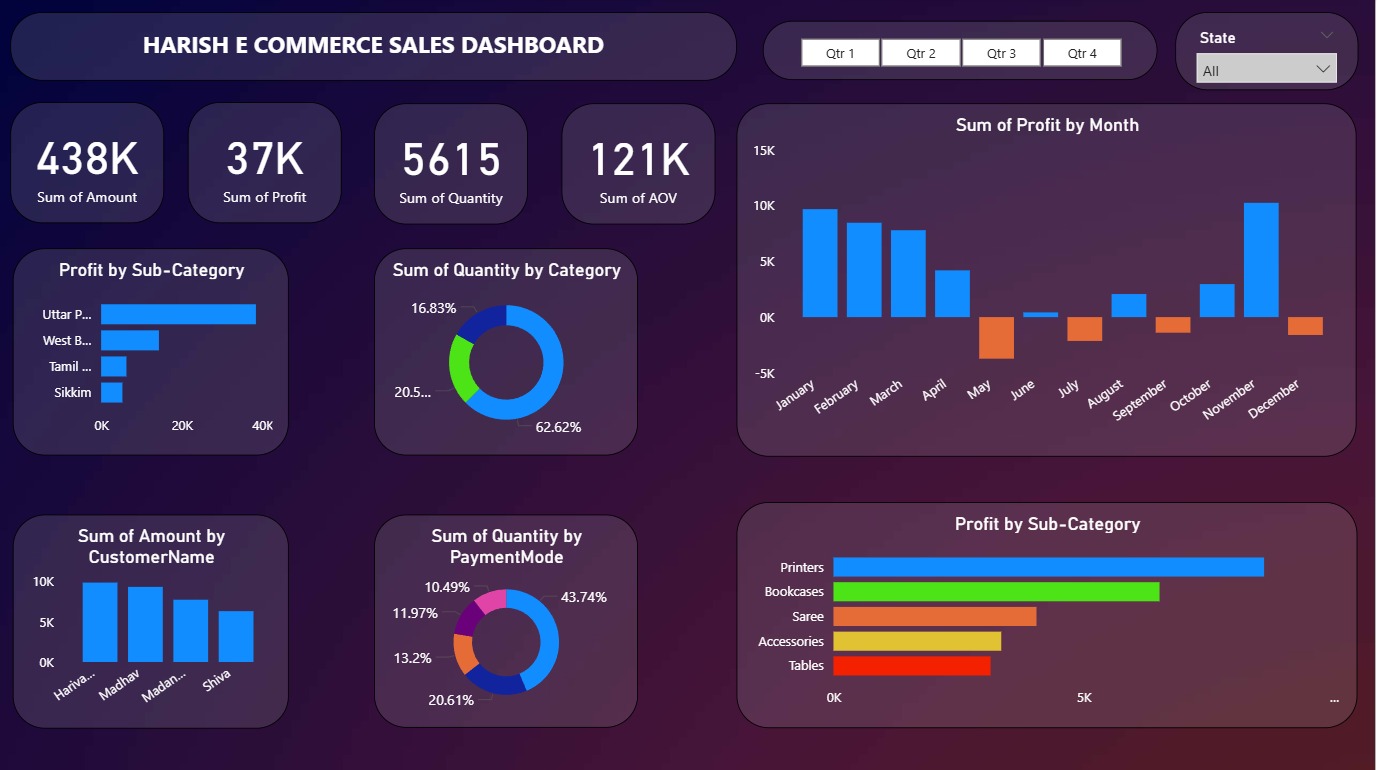 HARISH E COMMERCE SALES DASHBOARD
Qtr 1
Qtr 2
Qtr 3
Qtr 4
State
All
438K
Sum of Amount
37K
Sum of Profit
5615
Sum of Quantity
121K
Sum of AOV
Sum of Profit by Month
15K
10K
5K
0K
-5K
January
February
March
April
May
June
July
August
September
October
November
December
Profit by Sub-Category
Uttar P...
West B...
Tamil ...
Sikkim
0K
20K
40K
Sum of Quantity by Category
16.83%
20.5...
62.62%
Sum of Amount by
CustomerName
10K
5K
0K
Hariva...
Madhav
Madan...
Shiva
Sum of Quantity by
PaymentMode
10.49%
43.74%
11.97%
13.2%
20.61%
Profit by Sub-Category
Printers
Bookcases
Saree
Accessories
Tables
0K
5K
...